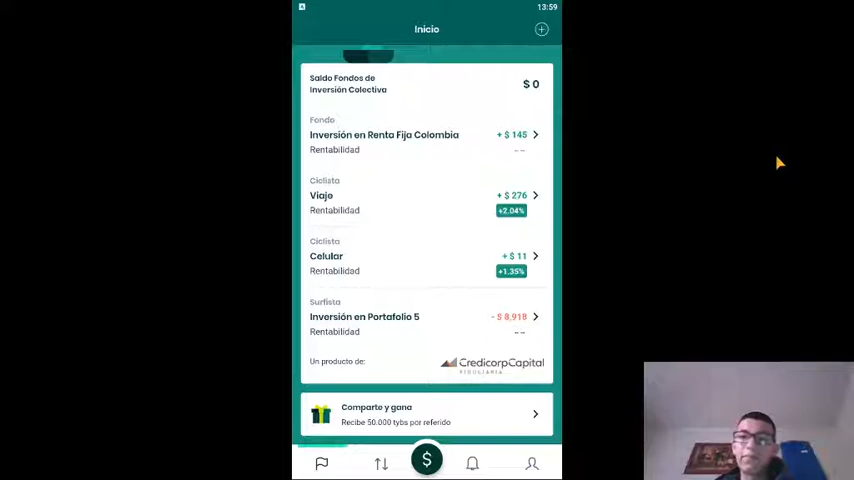 13:59
Inicio
Saldo Fondos de
Inversión Colectiva
$ 0
Fondo
Inversión en Renta Fija Colombia
+ $ 145
Rentabilidad
--
Ciclista
Viaje
+ $ 276
Rentabilidad
+2.04%
Ciclista
Celular
+ $ 11
Rentabilidad
+1.35%
Surfista
Inversión en Portafolio 5
- $ 8,918
Rentabilidad
--
Un producto de:
CredicorpCapital
FIDUCIARIA
Comparte y gana
Recibe 50.000 tybs por referido
$